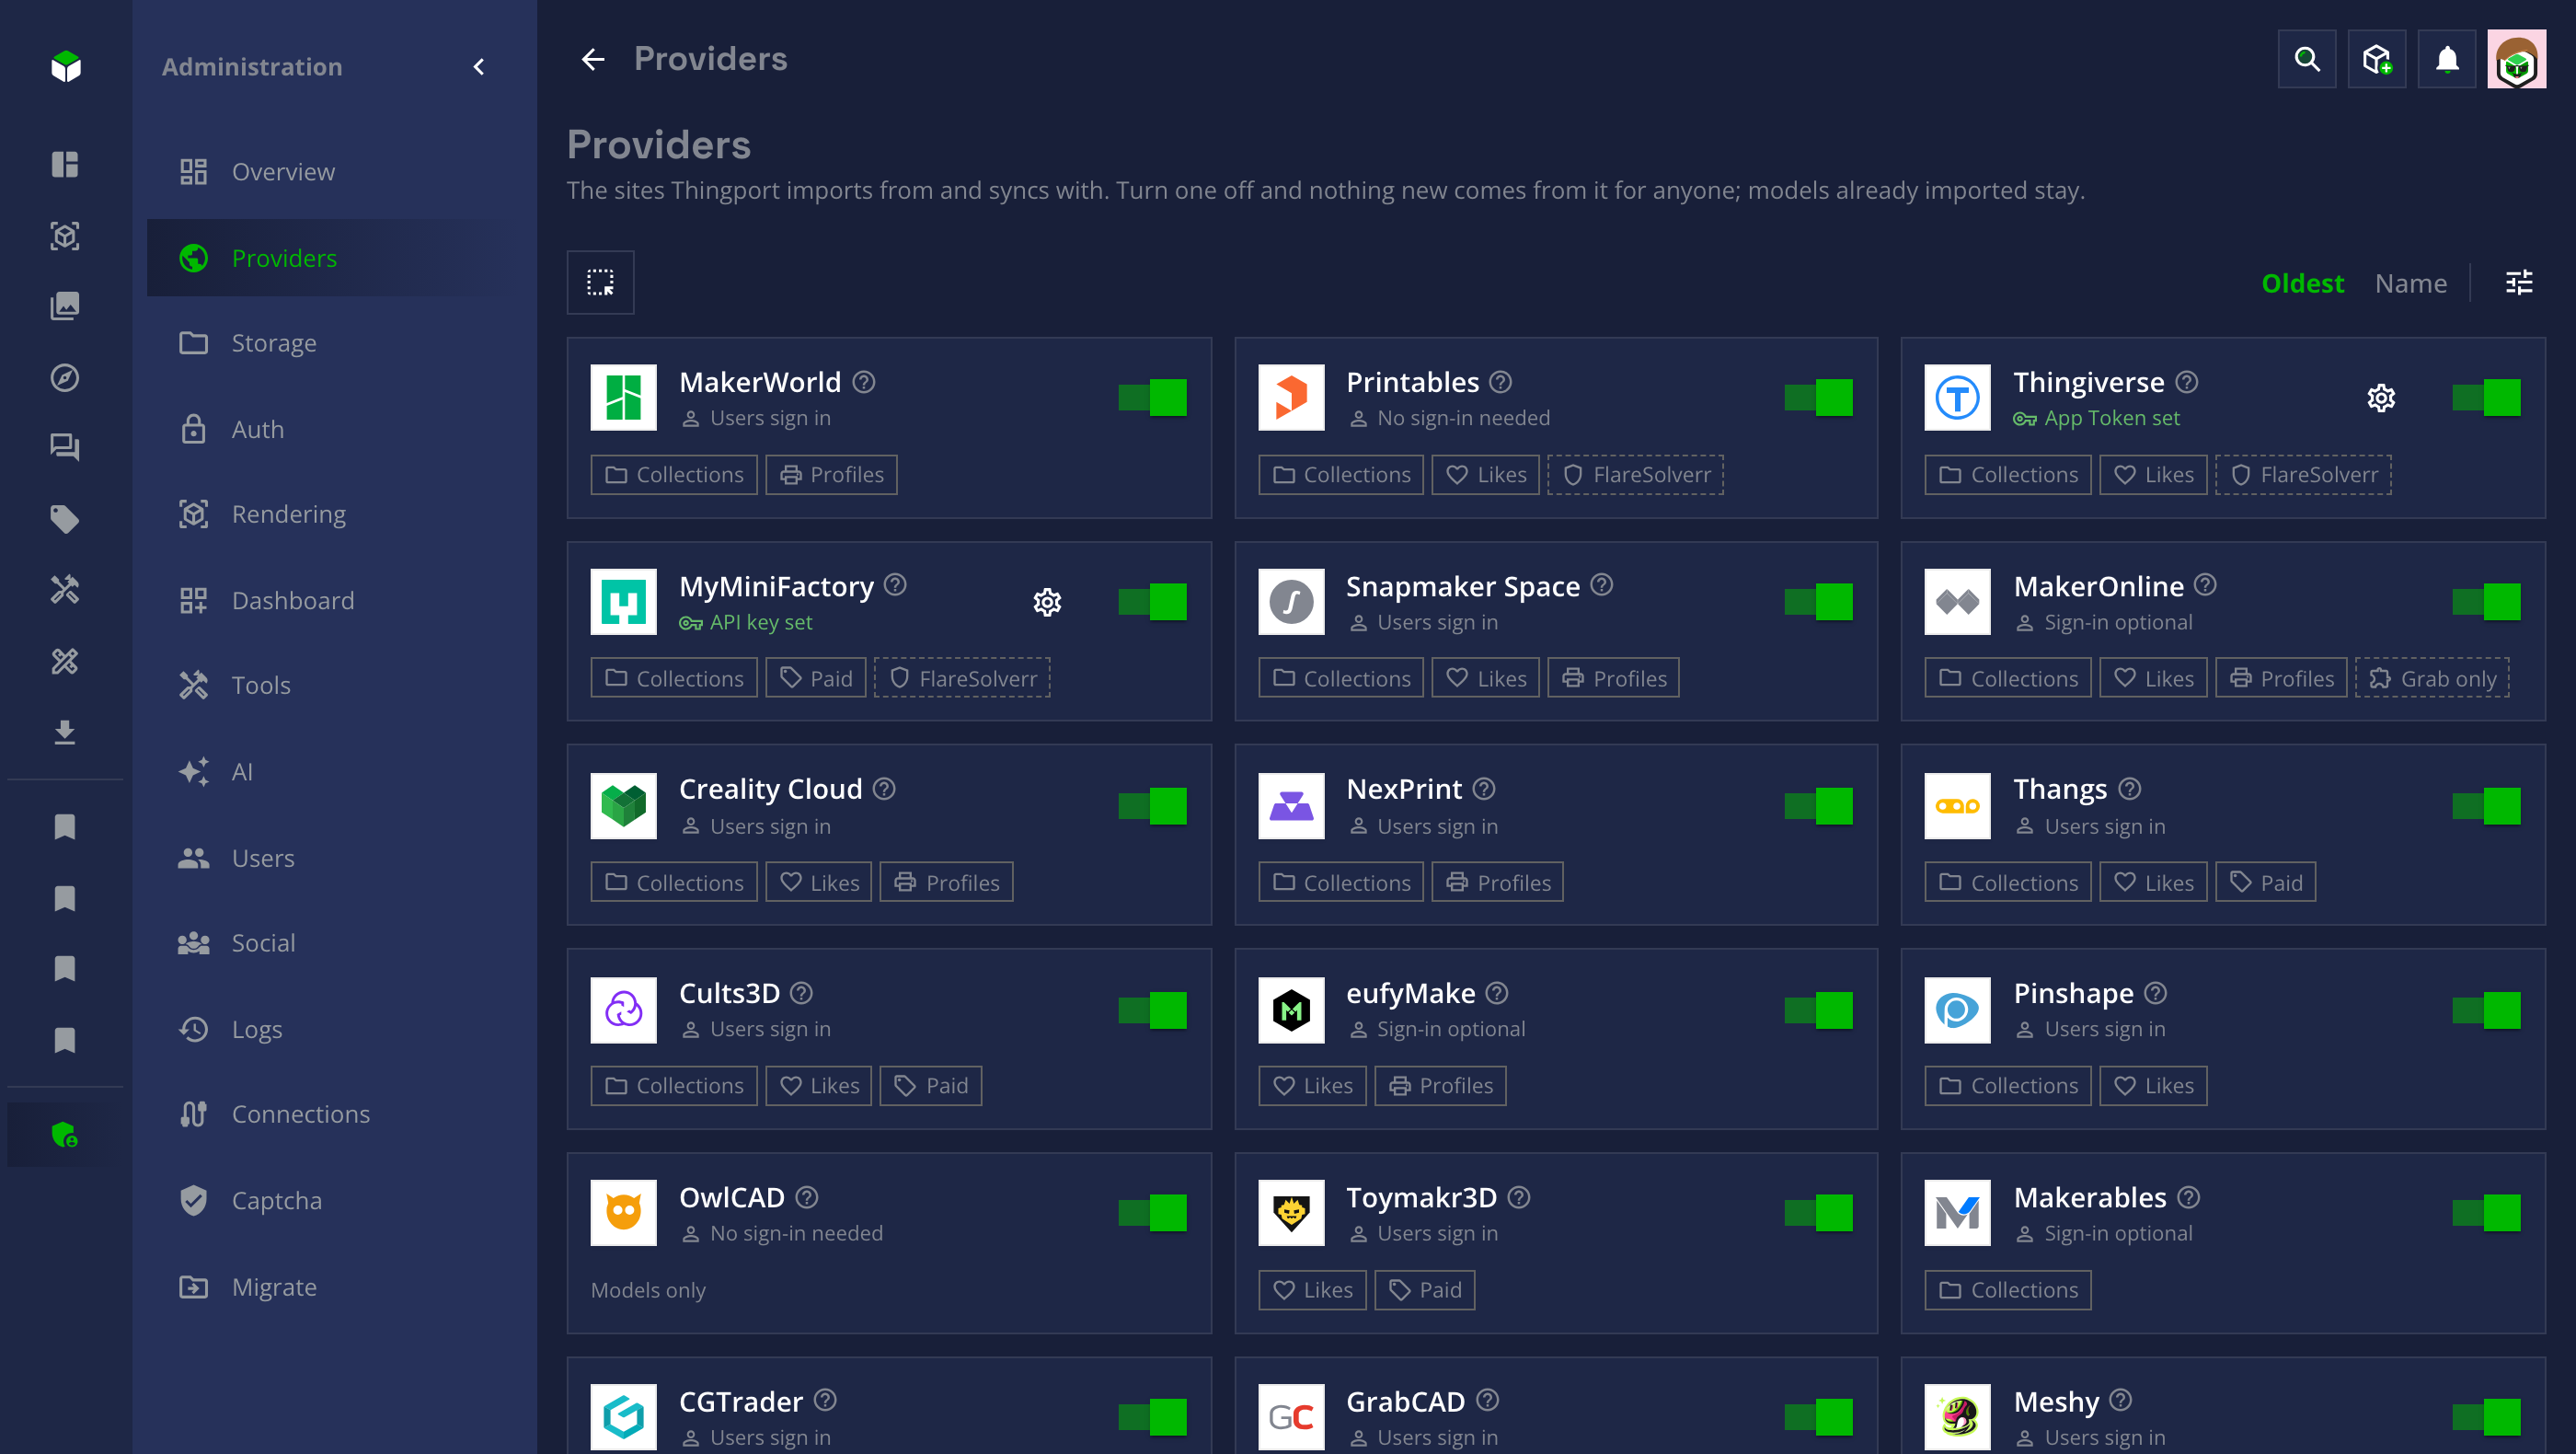 Administration
Overview
Providers
Storage
Auth
Rendering
Dashboard
Tools
AI
Users
Social
Logs
Connections
Captcha
Migrate
Providers
Providers
The sites Thingport imports from and syncs with. Turn one off and nothing new comes from it for anyone; models already imported stay.
Oldest Name
MakerWorld
Users sign in
Collections Profiles
Printables
No sign-in needed
Collections Likes FlareSolverr
Thingiverse
App Token set
Collections Likes FlareSolverr
MyMiniFactory
API key set
Collections Paid FlareSolverr
Snapmaker Space
Users sign in
Collections Likes Profiles
MakerOnline
Sign-in optional
Collections Likes Profiles Grab only
Creality Cloud
Users sign in
Collections Likes Profiles
NexPrint
Users sign in
Collections Profiles
Thangs
Users sign in
Collections Likes Paid
Cults3D
Users sign in
Collections Likes Paid
eufyMake
Sign-in optional
Likes Profiles
Pinshape
Users sign in
Collections Likes
OwlCAD
No sign-in needed
Models only
Toymakr3D
Users sign in
Likes Paid
Makerables
Sign-in optional
Collections
CGTrader
Users sign in
GC
GrabCAD
Users sign in
Meshy
Users sign in